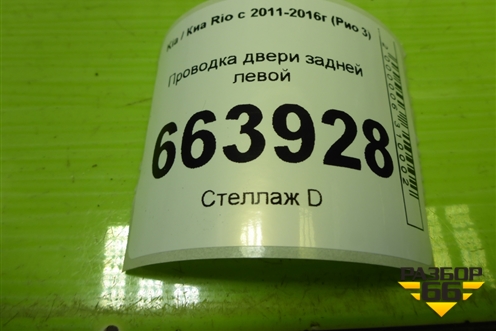 Kia / Киа Rio с 2011-2016г (Рио 3)
Проводка двери задней
левой
663928
Стеллаж D
РАЗБОР
66